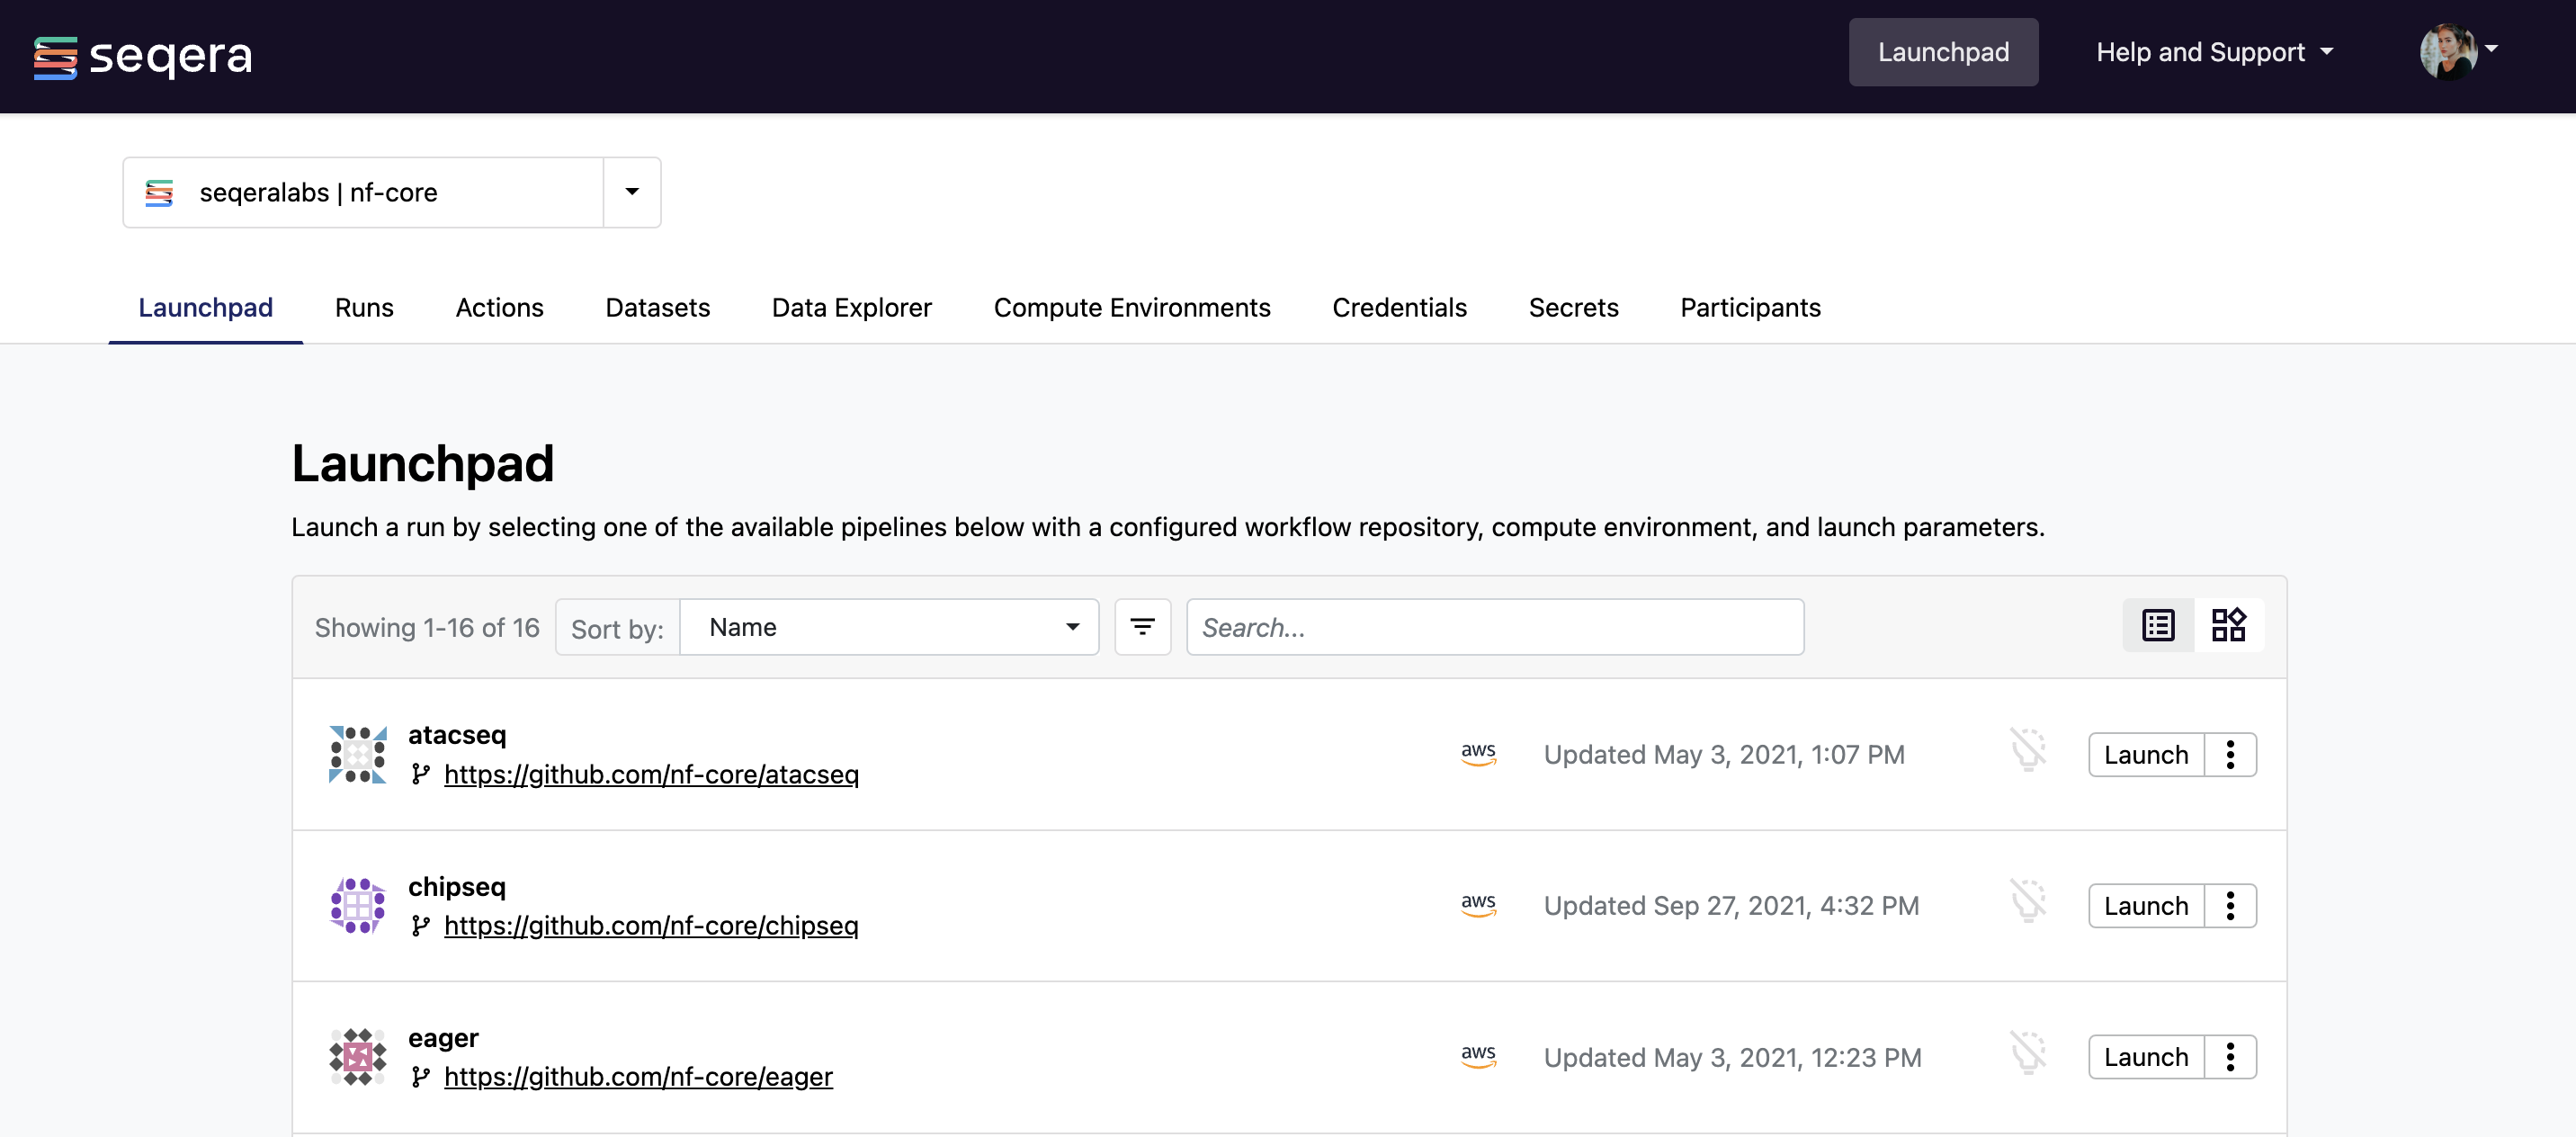 seqera
Launchpad
Help and Support
seqeralabs | nf-core
Launchpad
Runs
Actions
Datasets
Data Explorer
Compute Environments
Credentials
Secrets
Participants
Launchpad
Launch a run by selecting one of the available pipelines below with a configured workflow repository, compute environment, and launch parameters.
Showing 1-16 of 16
Sort by:
Name
Search...
atacseq
https://github.com/nf-core/atacseq
aws
Updated May 3, 2021, 1:07 PM
Launch
chipseq
https://github.com/nf-core/chipseq
aws
Updated Sep 27, 2021, 4:32 PM
Launch
eager
https://github.com/nf-core/eager
aws
Updated May 3, 2021, 12:23 PM
Launch